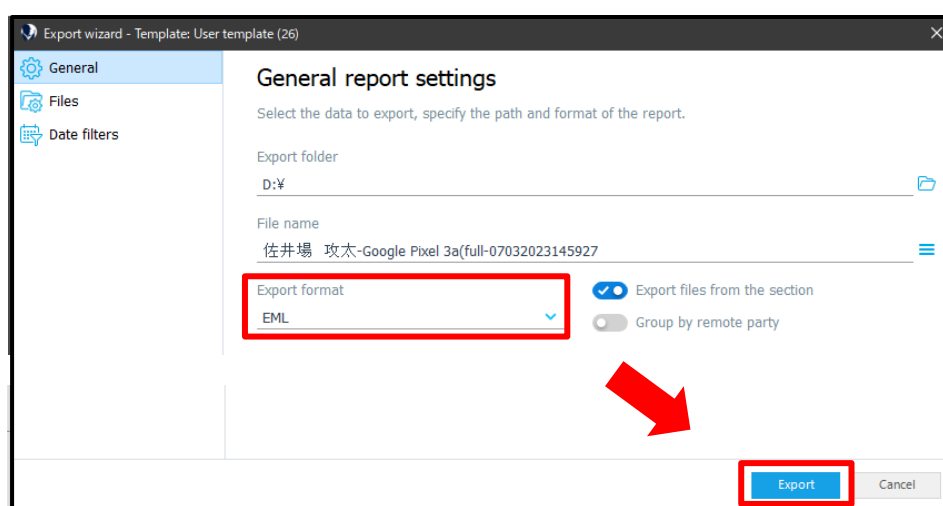 Export wizard - Template: User template (26)
General
Files
Date filters
General report settings
Select the data to export, specify the path and format of the report.
Export folder
D:¥
File name
佐井場　攻太-Google Pixel 3a(full-07032023145927
Export format
EML
Export files from the section
Group by remote party
Export
Cancel